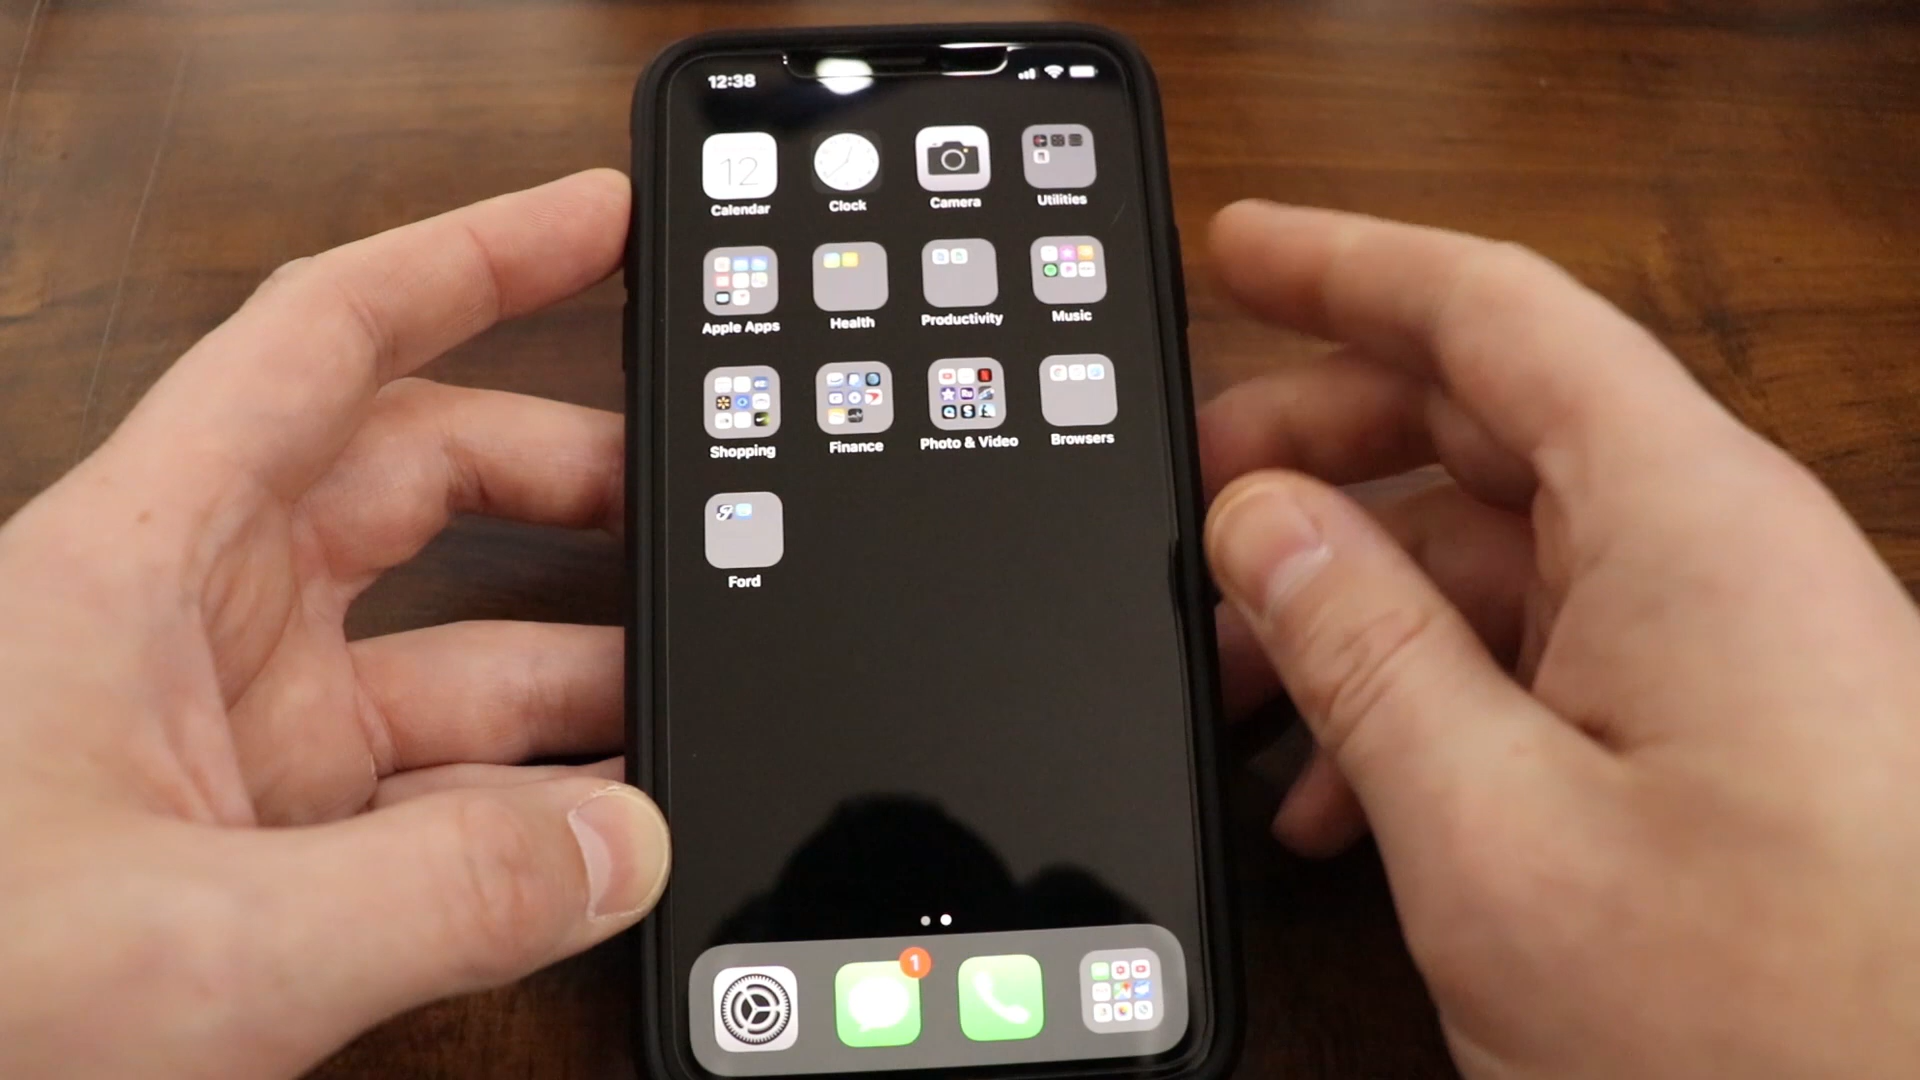 12:38
12
Calendar
Clock
Camera
Utilities
Apple Apps
Health
Productivity
Music
Shopping
Finance
Photo & Video
Browsers
Ford
1